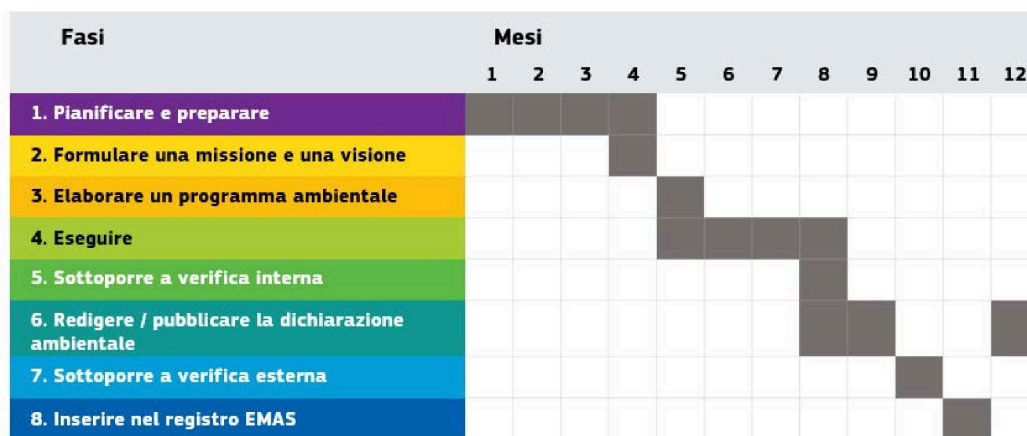 Fasi
Mesi
1 2 3 4 5 6 7 8 9 10 11 12
1. Pianificare e preparare
2. Formulare una missione e una visione
3. Elaborare un programma ambientale
4. Eseguire
5. Sottoporre a verifica interna
6. Redigere / pubblicare la dichiarazione
ambientale
7. Sottoporre a verifica esterna
8. Inserire nel registro EMAS